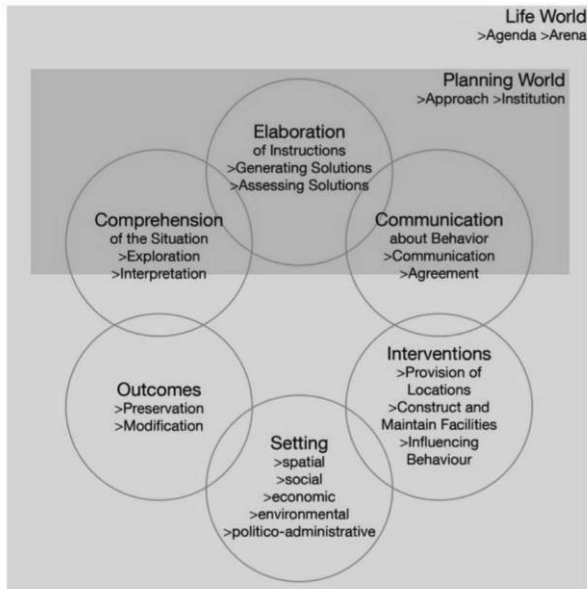 Life World
>Agenda >Arena
Planning World
>Approach >Institution
Elaboration
of Instructions
>Generating Solutions
>Assessing Solutions
Comprehension
of the Situation
>Exploration
>Interpretation
Communication
about Behavior
>Communication
>Agreement
Outcomes
>Preservation
>Modification
Interventions
>Provision of
Locations
>Construct and
Maintain Facilities
>Influencing
Behaviour
Setting
>spatial
>social
>economic
>environmental
>politico-administrative